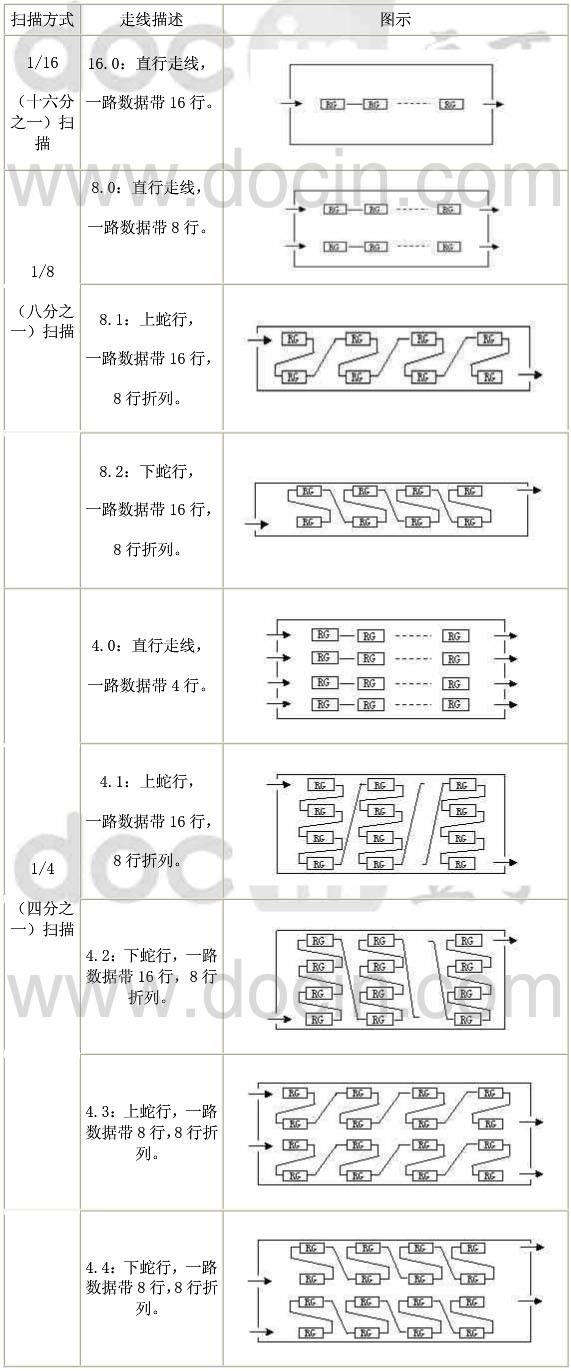 扫描方式 走线描述 图示
1/16
(十六分
之一)扫
描
16.0：直行走线，
一路数据带 16 行。
RG RG RG
8.0：直行走线，
一路数据带 8 行。
RG RG RG
RG RG RG
1/8
(八分之
一)扫描
8.1：上蛇行，
一路数据带 16 行，
8 行折列。
RG RG RG RG
RG RG RG RG
8.2：下蛇行，
一路数据带 16 行，
8 行折列。
RG RG RG RG
RG RG RG RG
4.0：直行走线，
一路数据带 4 行。
RG RG RG
RG RG RG
RG RG RG
RG RG RG
1/4
(四分之
一)扫描
4.1：上蛇行，
一路数据带 16 行，
8 行折列。
RG RG RG
RG RG RG
RG RG RG
RG RG RG
4.2：下蛇行，一路
数据带 16 行，8 行
折列。
RG RG RG
RG RG RG
RG RG RG
RG RG RG
4.3：上蛇行，一路
数据带 8 行，8 行折
列。
RG RG RG RG
RG RG RG RG
RG RG RG RG
RG RG RG RG
4.4：下蛇行，一路
数据带 8 行，8 行折
列。
RG RG RG RG
RG RG RG RG
RG RG RG RG
RG RG RG RG
www.docin.com
www.docin.com